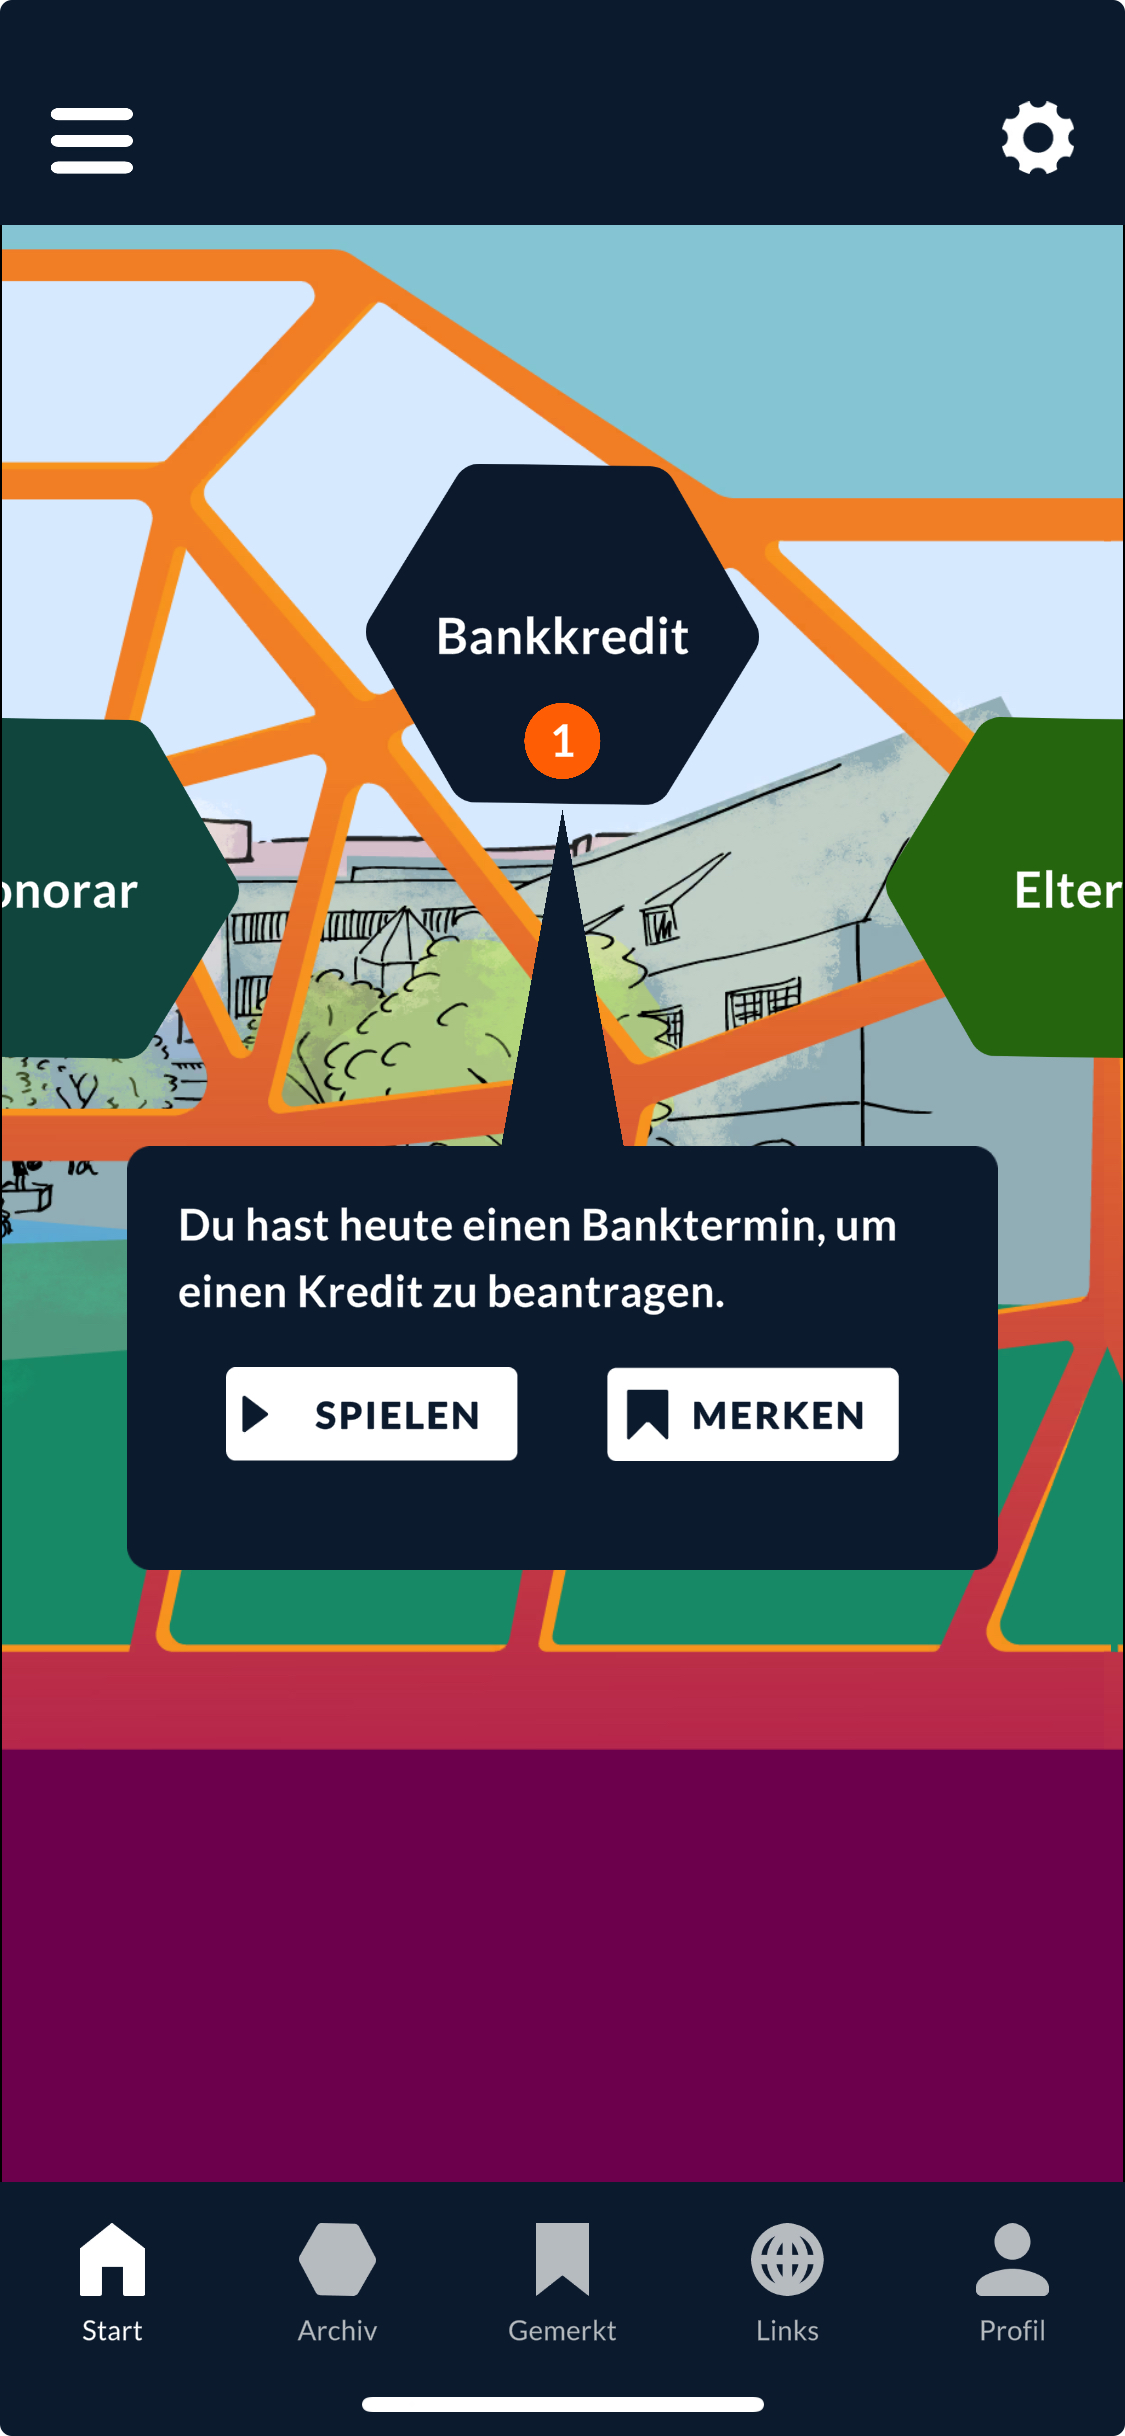 Bankkredit
1
onorar
Elter
Du hast heute einen Banktermin, um
einen Kredit zu beantragen.
SPIELEN
MERKEN
Start
Archiv
Gemerkt
Links
Profil